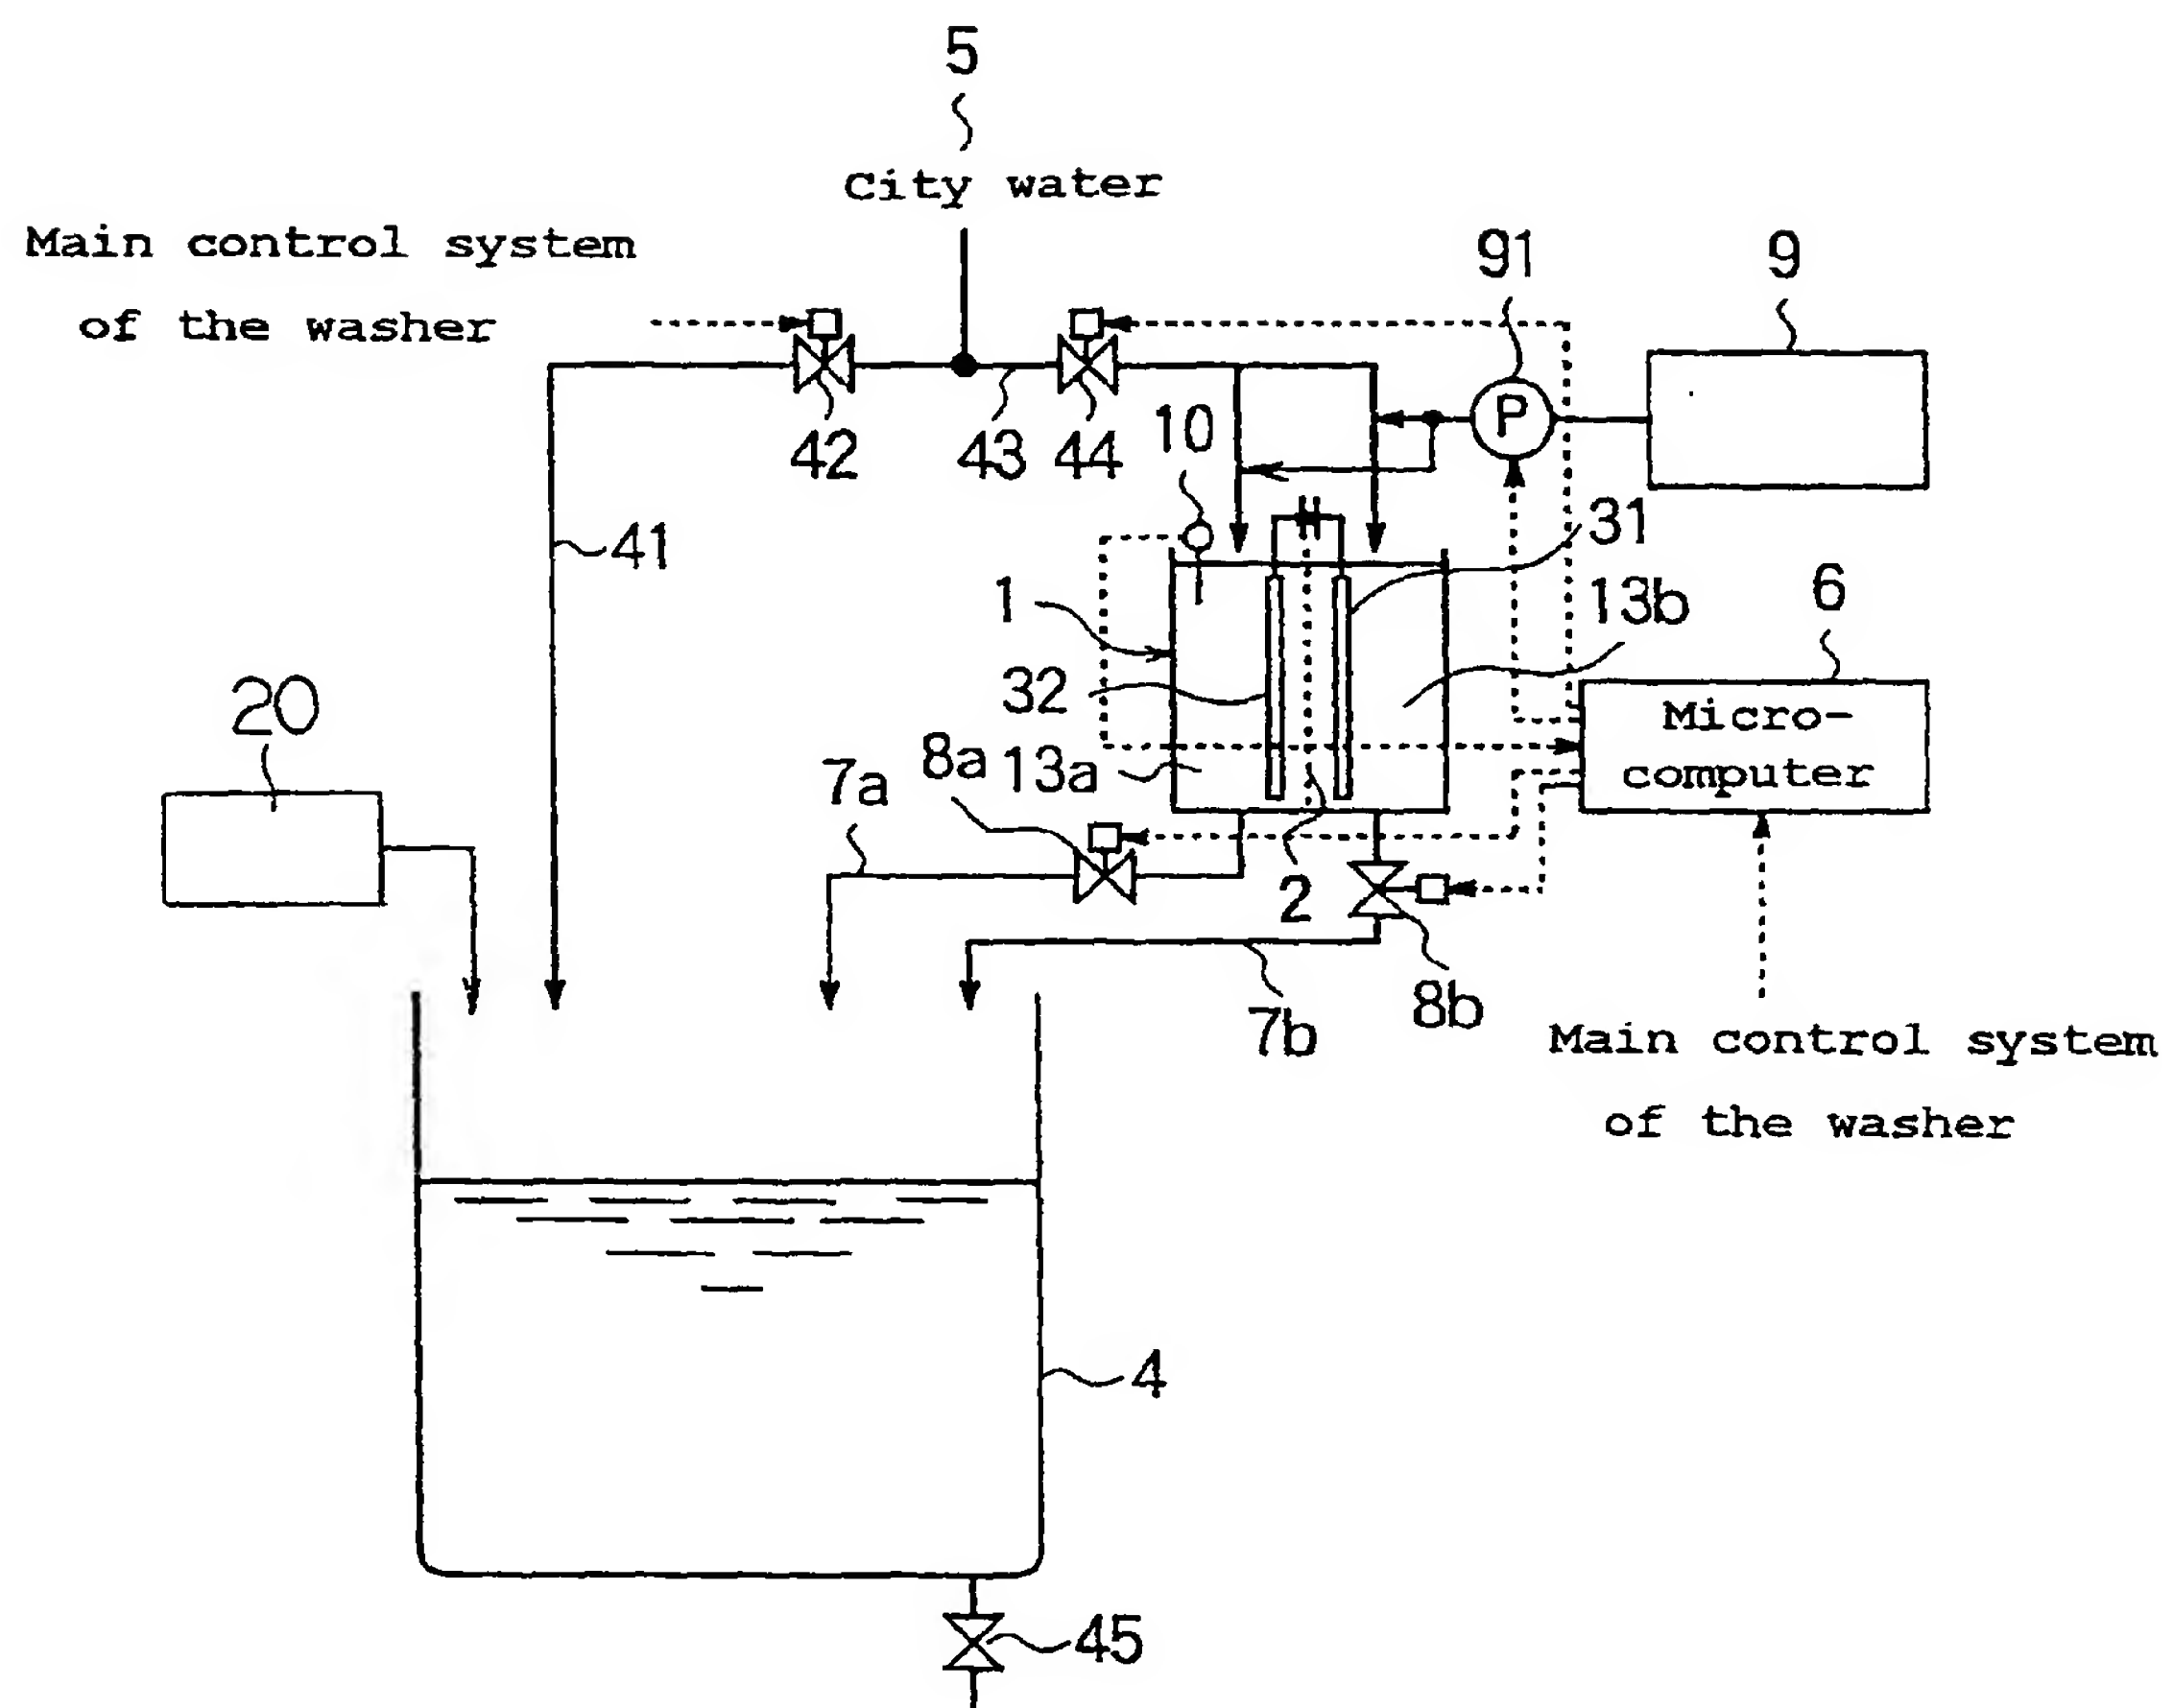 5
City water
Main control system
of the washer
91
9
42
43
44
10
P
41
31
1
13b
6
32
20
Micro-
computer
8a
13a
7a
2
8b
7b
Main control system
of the washer
4
45